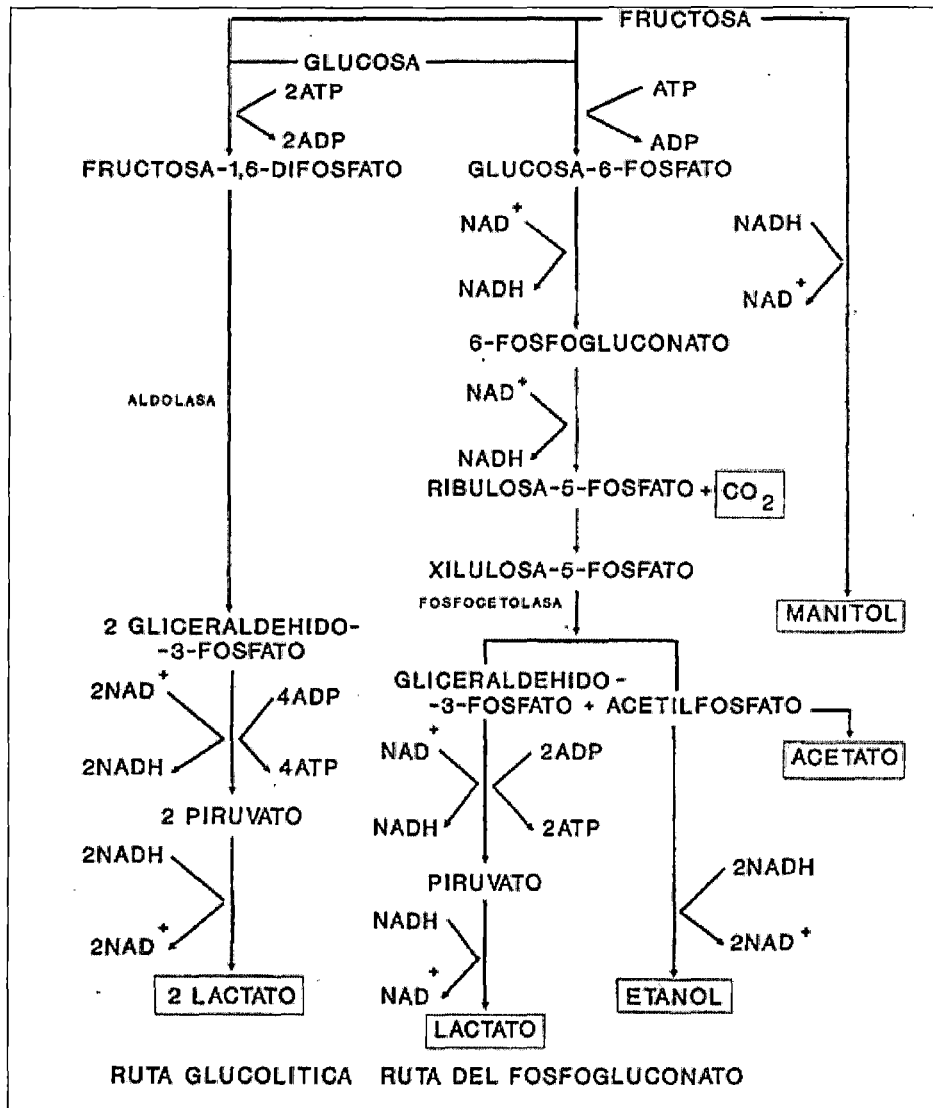 FRUCTOSA
GLUCOSA
2ATP
2ADP
FRUCTOSA-1,6-DIFOSFATO
ALDOLASA
2 GLICERALDEHIDO-
-3-FOSFATO
2NAD+
4ADP
2NADH
4ATP
2 PIRUVATO
2NADH
2NAD+
2 LACTATO
RUTA GLUCOLITICA
ATP
ADP
GLUCOSA-6-FOSFATO
NAD+
NADH
6-FOSFOGLUCONATO
NAD+
NADH
RIBULOSA-5-FOSFATO + CO2
XILULOSA-5-FOSFATO
FOSFOCETOLASA
GLICERALDEHIDO-
-3-FOSFATO + ACETILFOSFATO
NAD+
2ADP
NADH
2ATP
PIRUVATO
NADH
NAD+
LACTATO
2NADH
2NAD+
ETANOL
ACETATO
RUTA DEL FOSFOGLUCONATO
NADH
NAD+
MANITOL